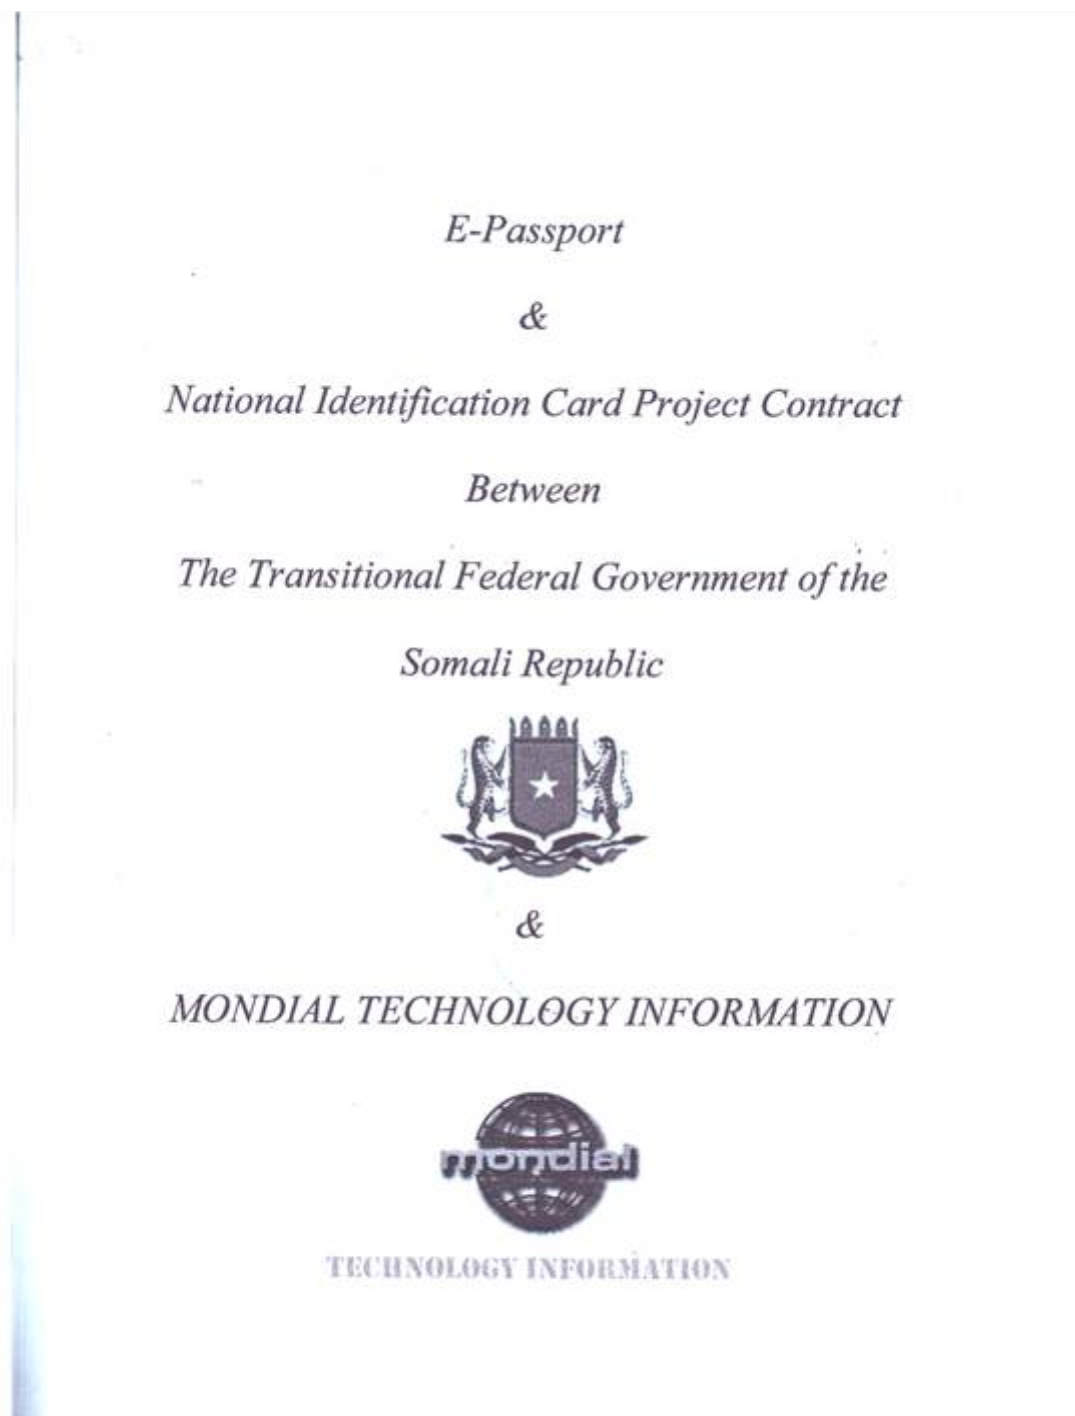 E-Passport
&
National Identification Card Project Contract
Between
The Transitional Federal Government of the
Somali Republic
&
MONDIAL TECHNOLOGY INFORMATION
mondial
TECHNOLOGY INFORMATION